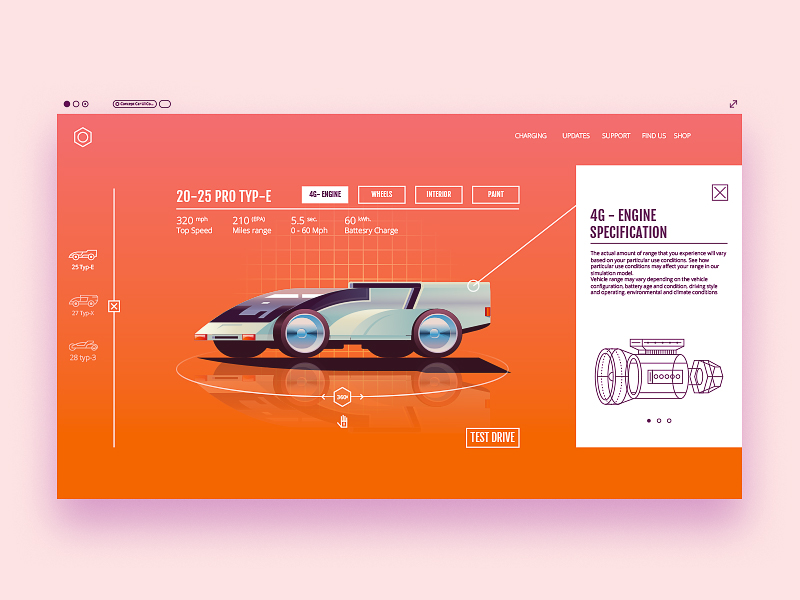 Concept Car UI Co...
CHARGING UPDATES SUPPORT FIND US SHOP
20-25 PRO TYP-E
4G- ENGINE WHEELS INTERIOR PAINT
320 mph 210 (EPA) 5.5 sec. 60 kWh.
Top Speed Miles range 0 - 60 Mph Battesry Charge
25 Typ-E
27 Typ-X
28 typ-3
360º
TEST DRIVE
4G - ENGINE
SPECIFICATION
The actual amount of range that you experience will vary
based on your particular use conditions. See how
particular use conditions may affect your range in our
simulation model.
Vehicle range may vary depending on the vehicle
configuration, battery age and condition, driving style
and operating, environmental and climate conditions